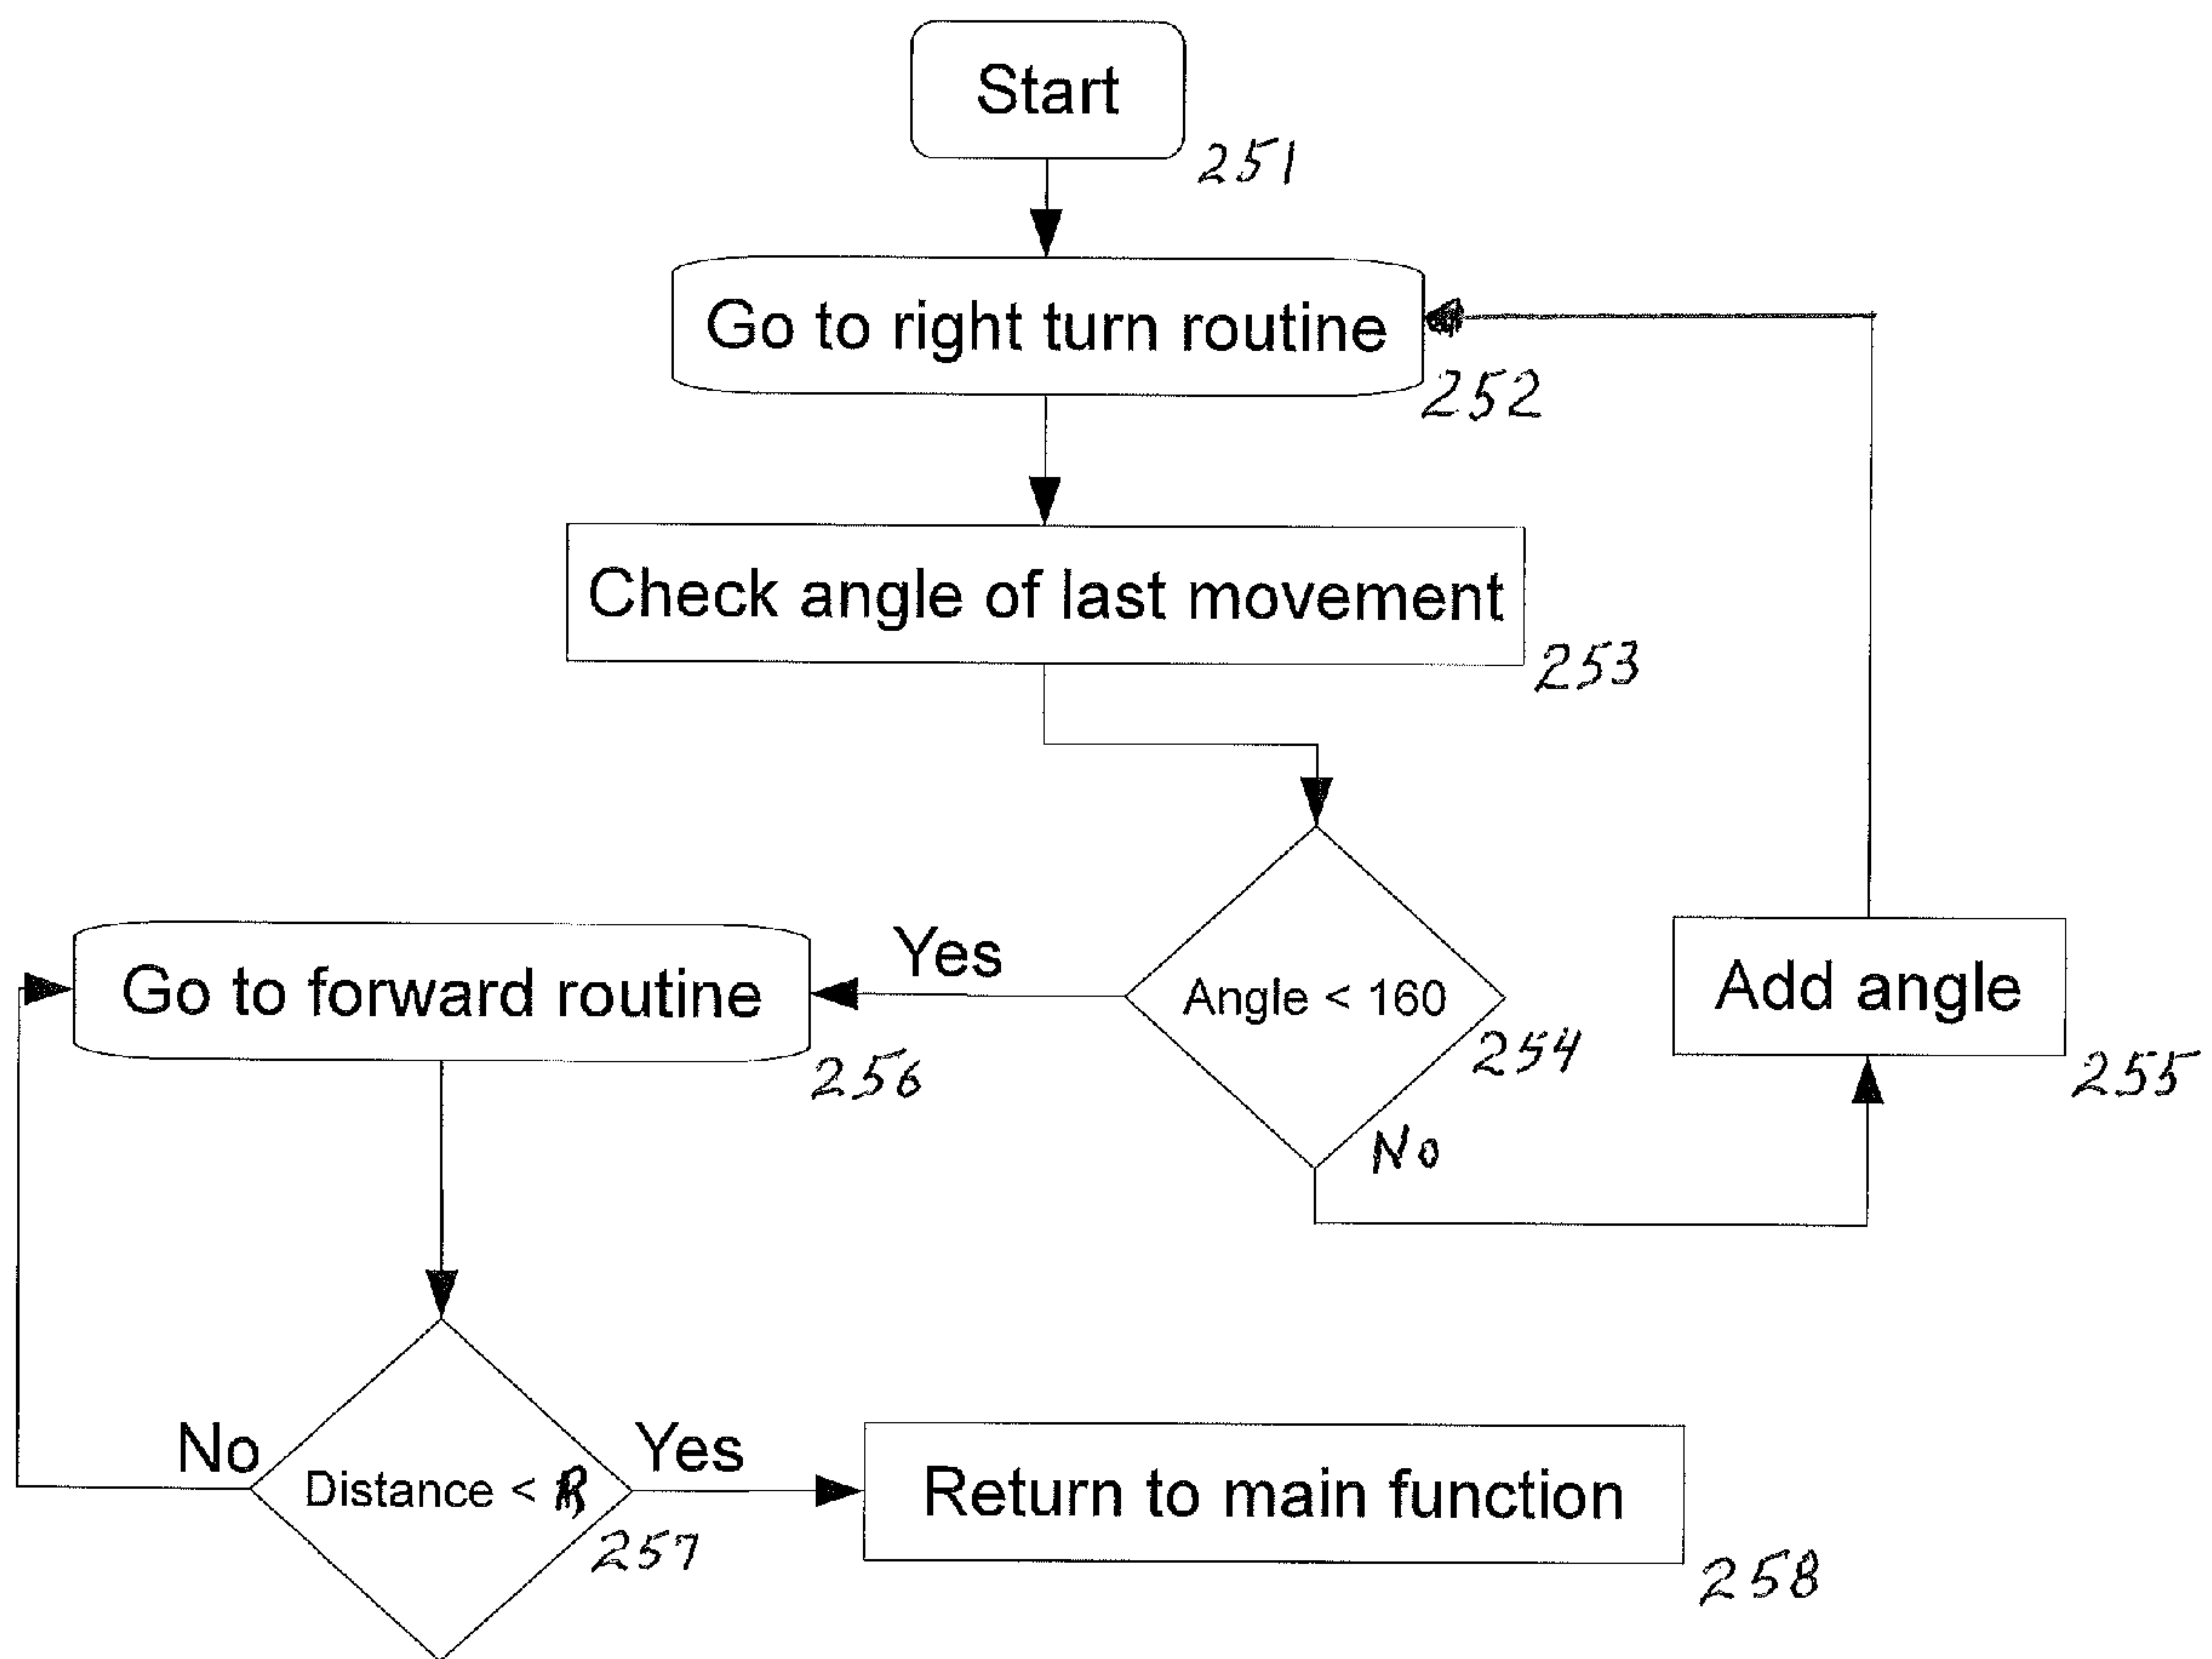 Start
251
Go to right turn routine
252
Check angle of last movement
253
Angle < 160
254
Yes
No
Add angle
255
Go to forward routine
256
Distance < R
257
No
Yes
Return to main function
258